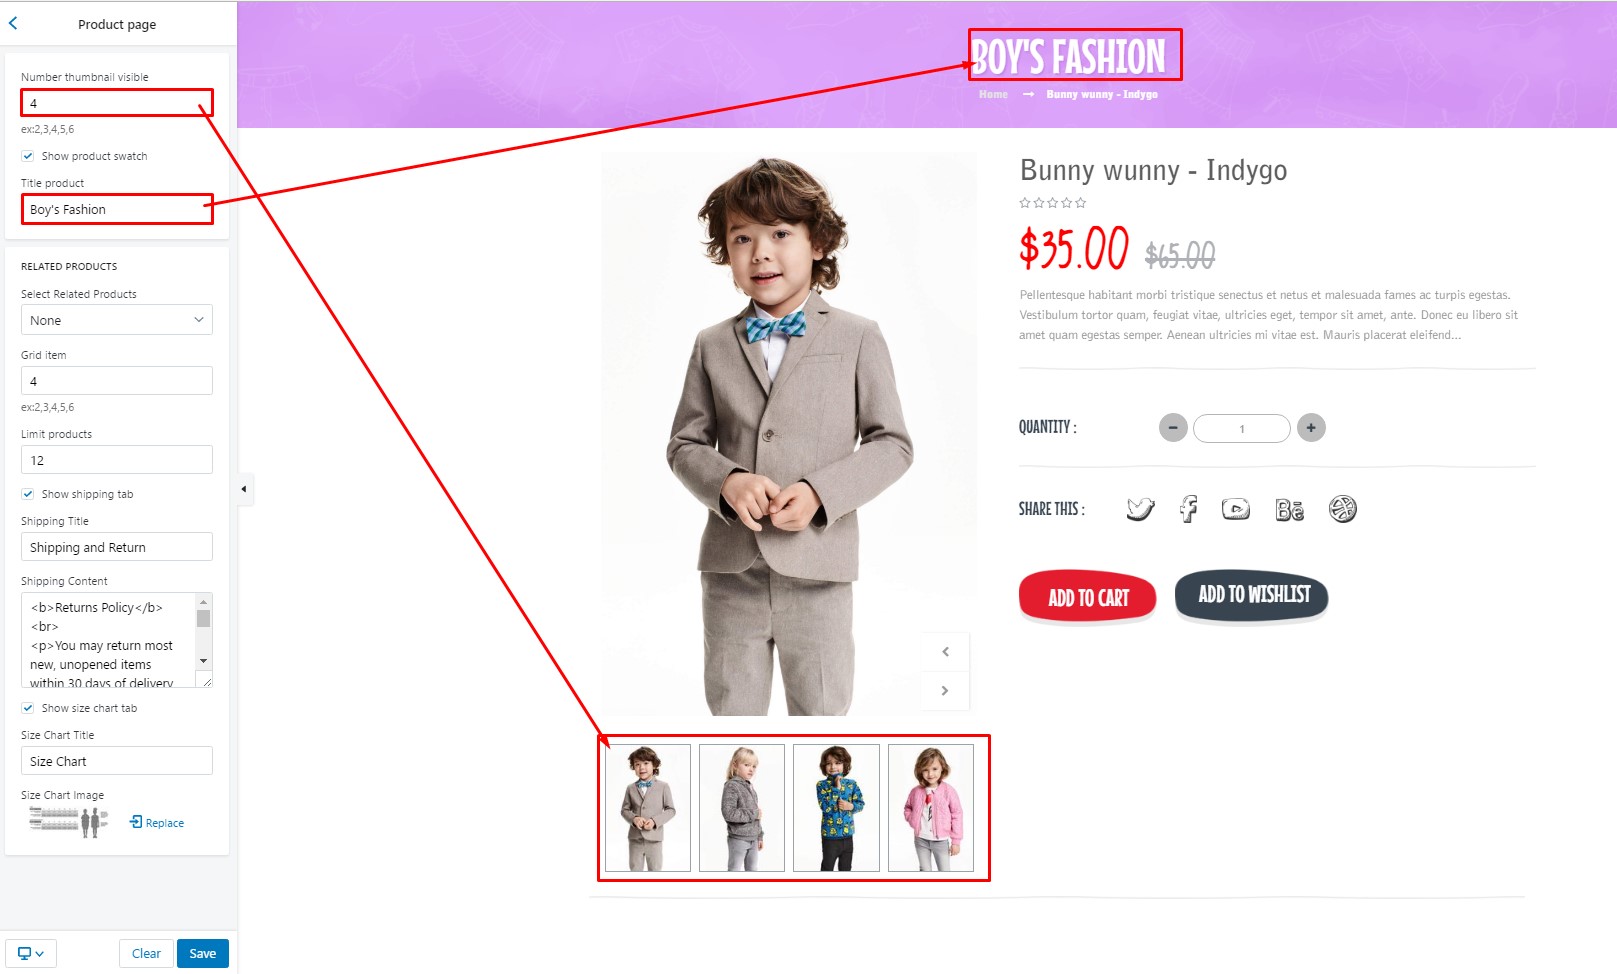 Product page
Number thumbnail visible
4
ex:2,3,4,5,6
Show product swatch
Title product
Boy's Fashion
RELATED PRODUCTS
Select Related Products
None
Grid item
4
ex:2,3,4,5,6
Limit products
12
Show shipping tab
Shipping Title
Shipping and Return
Shipping Content
<b>Returns Policy</b>
<br>
<p>You may return most
new, unopened items
within 30 days of delivery
Show size chart tab
Size Chart Title
Size Chart
Size Chart Image
Replace
Clear
Save
BOY'S FASHION
Home → Bunny wunny - Indygo
Bunny wunny - Indygo
$35.00 $65.00
Pellentesque habitant morbi tristique senectus et netus et malesuada fames ac turpis egestas.
Vestibulum tortor quam, feugiat vitae, ultricies eget, tempor sit amet, ante. Donec eu libero sit
amet quam egestas semper. Aenean ultricies mi vitae est. Mauris placerat eleifend...
QUANTITY : − 1 +
SHARE THIS : Bē
ADD TO CART
ADD TO WISHLIST